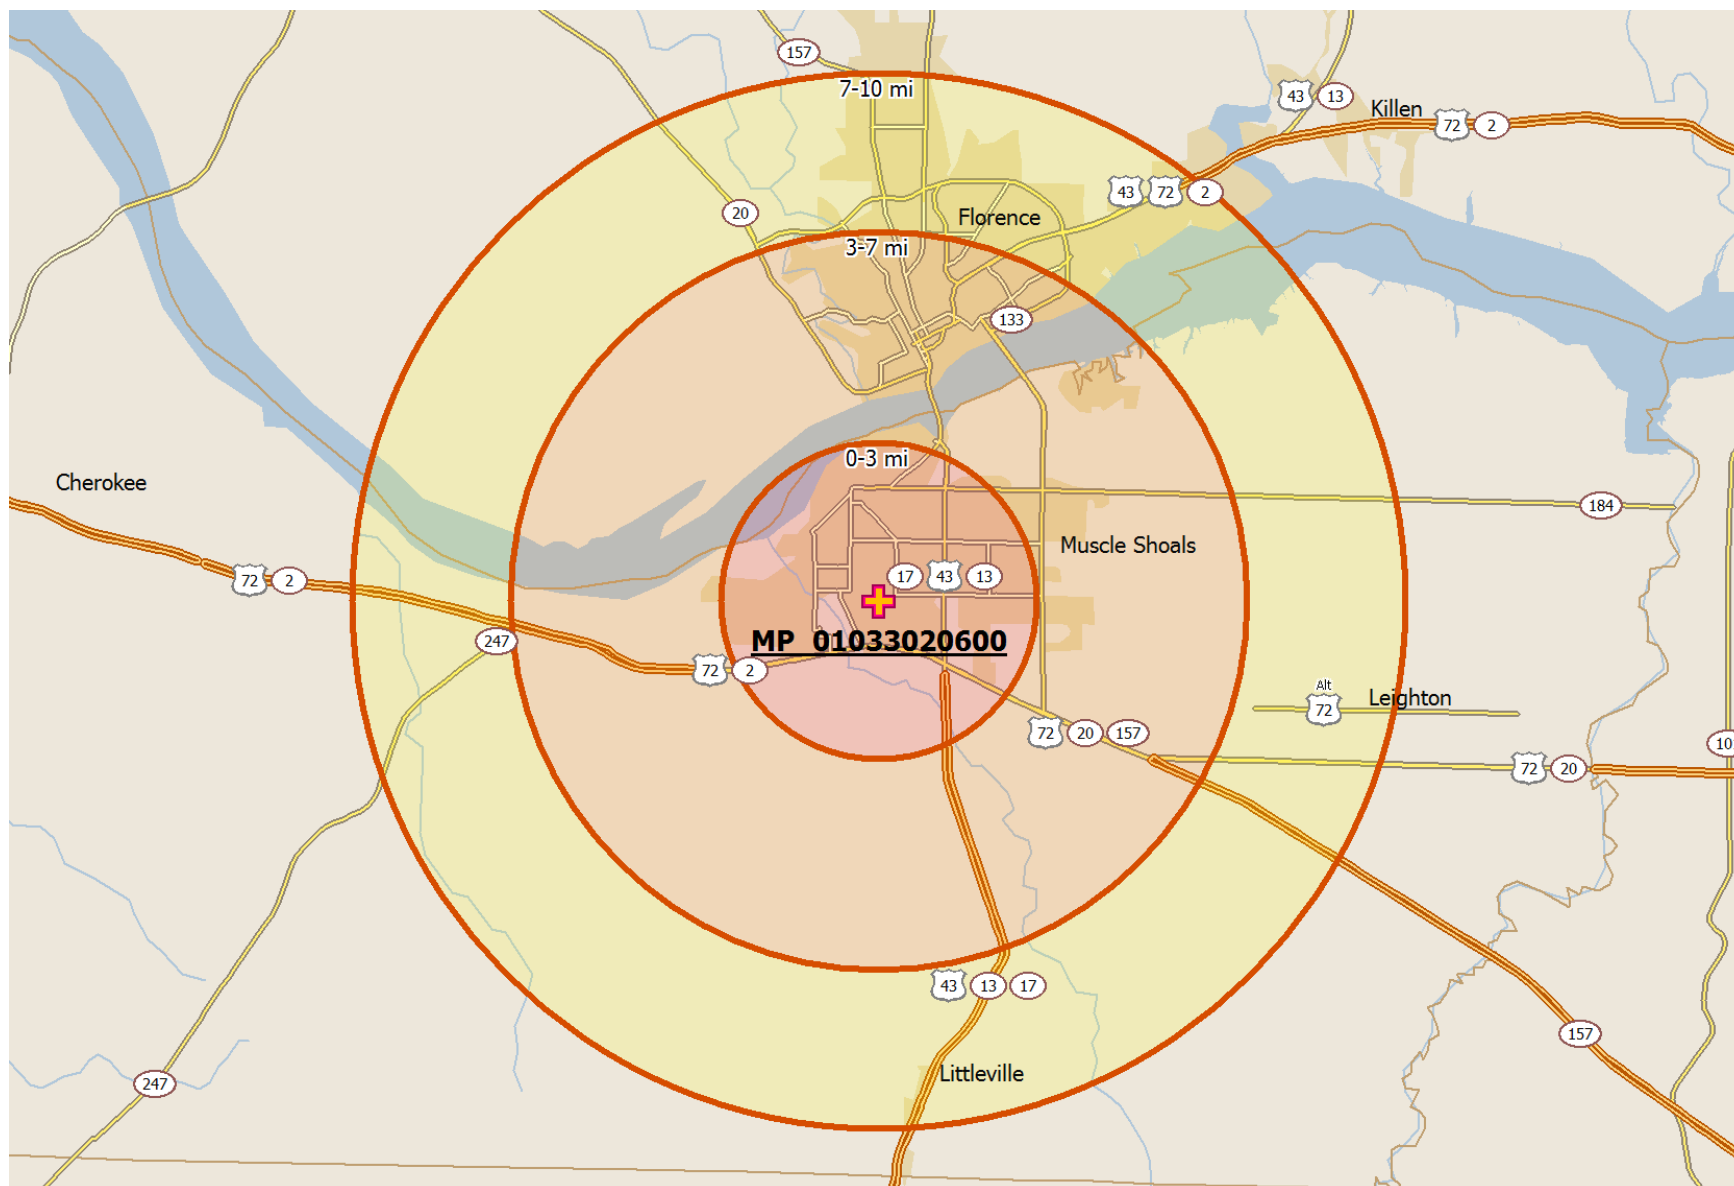 157
7-10 mi
43 13
Killen
72 2
43 72 2
20
Florence
3-7 mi
133
0-3 mi
Cherokee
184
Muscle Shoals
72 2
17 43 13
247
MP 01033020600
72 2
Alt
72
Leighton
72 20 157
10
72 20
43 13 17
157
Littleville
247